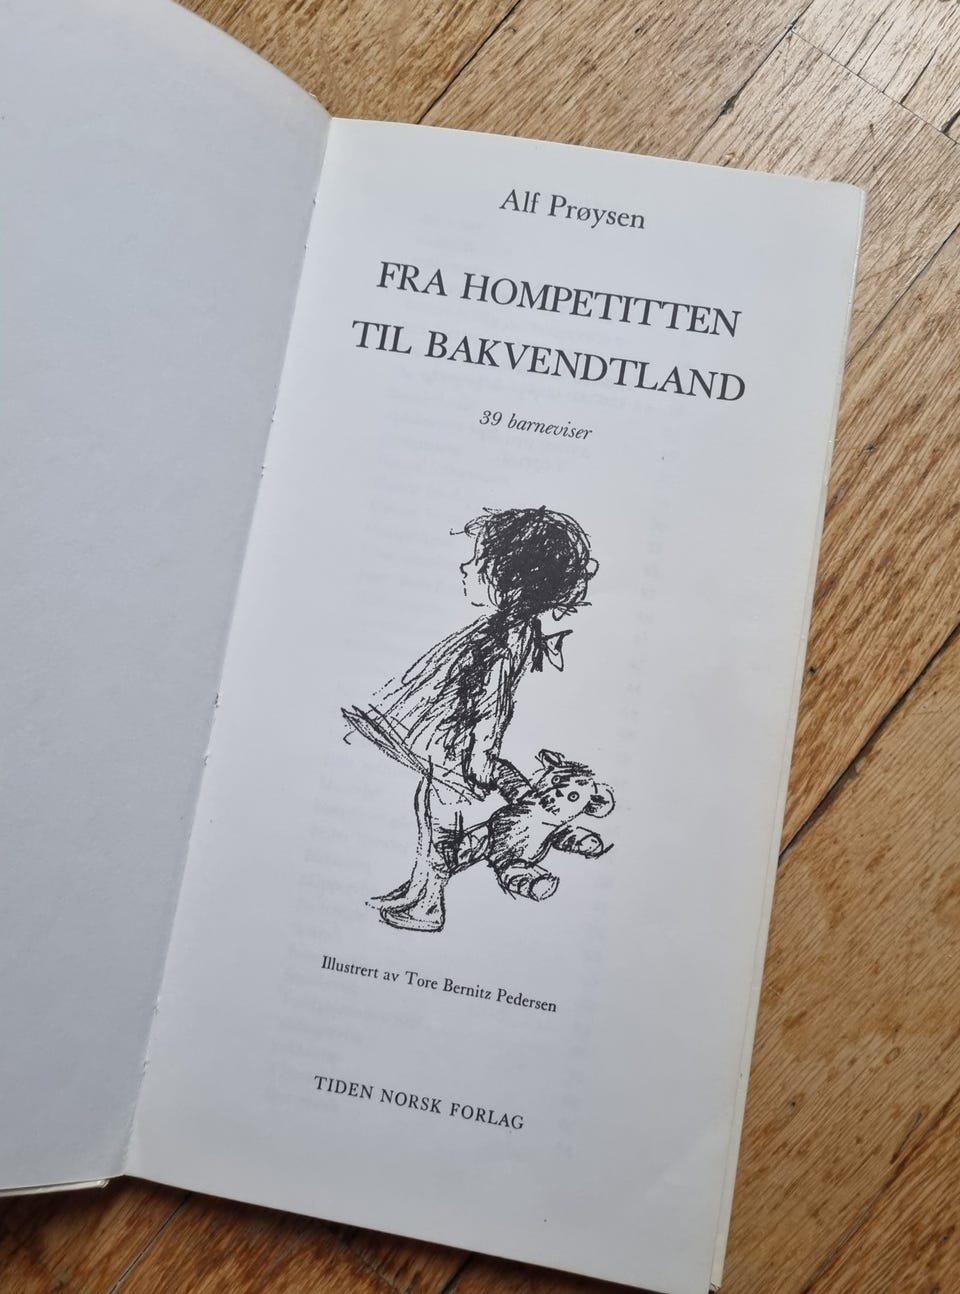 Alf Prøysen
FRA HOMPETITTEN
TIL BAKVENDTLAND
39 barneviser
Illustrert av Tore Bernitz Pedersen
TIDEN NORSK FORLAG